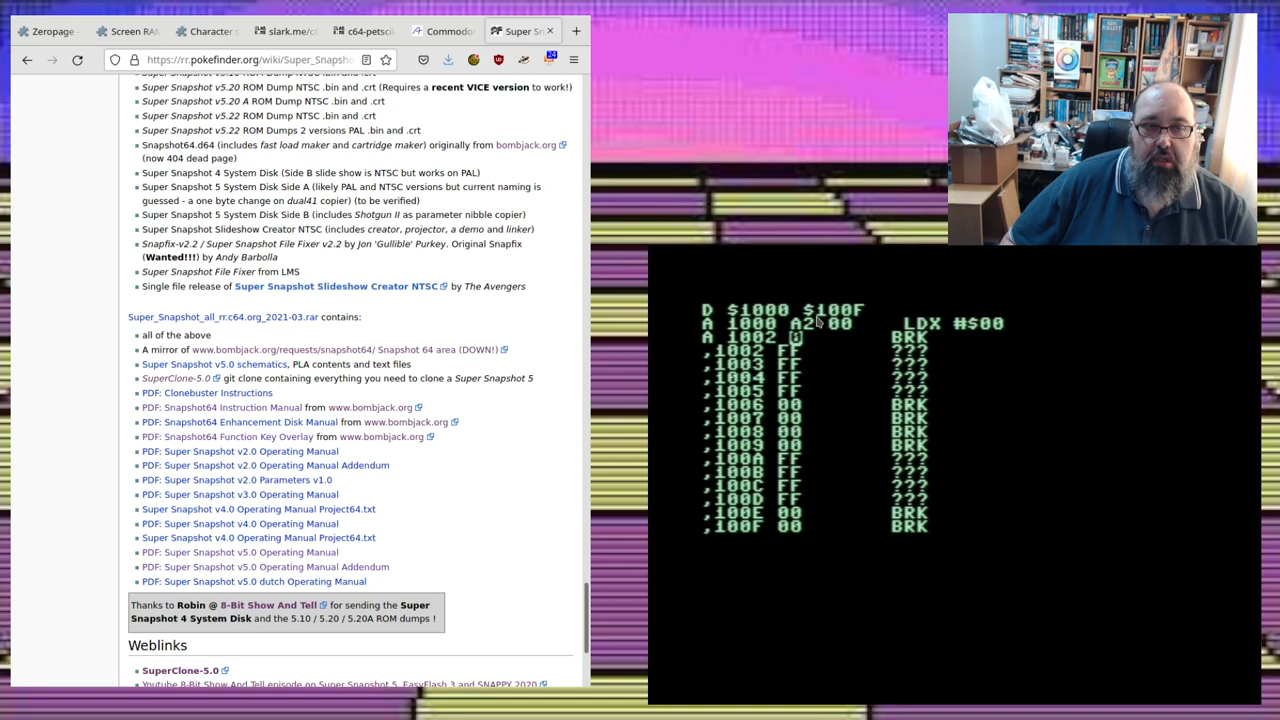 Zeropage
Screen RAM
Character s
slark.me/c
c64-petsci
Commodo
Super Sn
https://rr.pokefinder.org/wiki/Super_Snapsho
24
Super Snapshot v5.20 ROM Dump NTSC .bin and .crt (Requires a recent VICE version to work!)
Super Snapshot v5.20 A ROM Dump NTSC .bin and .crt
Super Snapshot v5.22 ROM Dump NTSC .bin and .crt
Super Snapshot v5.22 ROM Dumps 2 versions PAL .bin and .crt
Snapshot64.d64 (includes fast load maker and cartridge maker) originally from bombjack.org
(now 404 dead page)
Super Snapshot 4 System Disk (Side B slide show is NTSC but works on PAL)
Super Snapshot 5 System Disk Side A (likely PAL and NTSC versions but current naming is
guessed - a one byte change on dual41 copier) (to be verified)
Super Snapshot 5 System Disk Side B (includes Shotgun II as parameter nibble copier)
Super Snapshot Slideshow Creator NTSC (includes creator, projector, a demo and linker)
Snapfix-v2.2 / Super Snapshot File Fixer v2.2 by Jon 'Gullible' Purkey. Original Snapfix
(Wanted!!!) by Andy Barbolla
Super Snapshot File Fixer from LMS
Single file release of Super Snapshot Slideshow Creator NTSC by The Avengers
Super_Snapshot_all_rr.c64.org_2021-03.rar contains:
all of the above
A mirror of www.bombjack.org/requests/snapshot64/ Snapshot 64 area (DOWN!)
Super Snapshot v5.0 schematics, PLA contents and text files
SuperClone-5.0 git clone containing everything you need to clone a Super Snapshot 5
PDF: Clonebuster Instructions
PDF: Snapshot64 Instruction Manual from www.bombjack.org
PDF: Snapshot64 Enhancement Disk Manual from www.bombjack.org
PDF: Snapshot64 Function Key Overlay from www.bombjack.org
PDF: Super Snapshot v2.0 Operating Manual
PDF: Super Snapshot v2.0 Operating Manual Addendum
PDF: Super Snapshot v2.0 Parameters v1.0
PDF: Super Snapshot v3.0 Operating Manual
Super Snapshot v4.0 Operating Manual Project64.txt
PDF: Super Snapshot v4.0 Operating Manual
Super Snapshot v4.0 Operating Manual Project64.txt
PDF: Super Snapshot v5.0 Operating Manual
PDF: Super Snapshot v5.0 Operating Manual Addendum
PDF: Super Snapshot v5.0 dutch Operating Manual
Thanks to Robin @ 8-Bit Show And Tell for sending the Super
Snapshot 4 System Disk and the 5.10 / 5.20 / 5.20A ROM dumps !
Weblinks
SuperClone-5.0
Youtube 8-Bit Show And Tell episode on Super Snapshot 5, EasyFlash 3 and SNAPPY 2020
D $1000 $100F
A 1000 A2 00 LDX #$00
A 1002 0 BRK
,1002 FF ???
,1003 FF ???
,1004 FF ???
,1005 FF ???
,1006 00 BRK
,1007 00 BRK
,1008 00 BRK
,1009 00 BRK
,100A FF ???
,100B FF ???
,100C FF ???
,100D FF ???
,100E 00 BRK
,100F 00 BRK